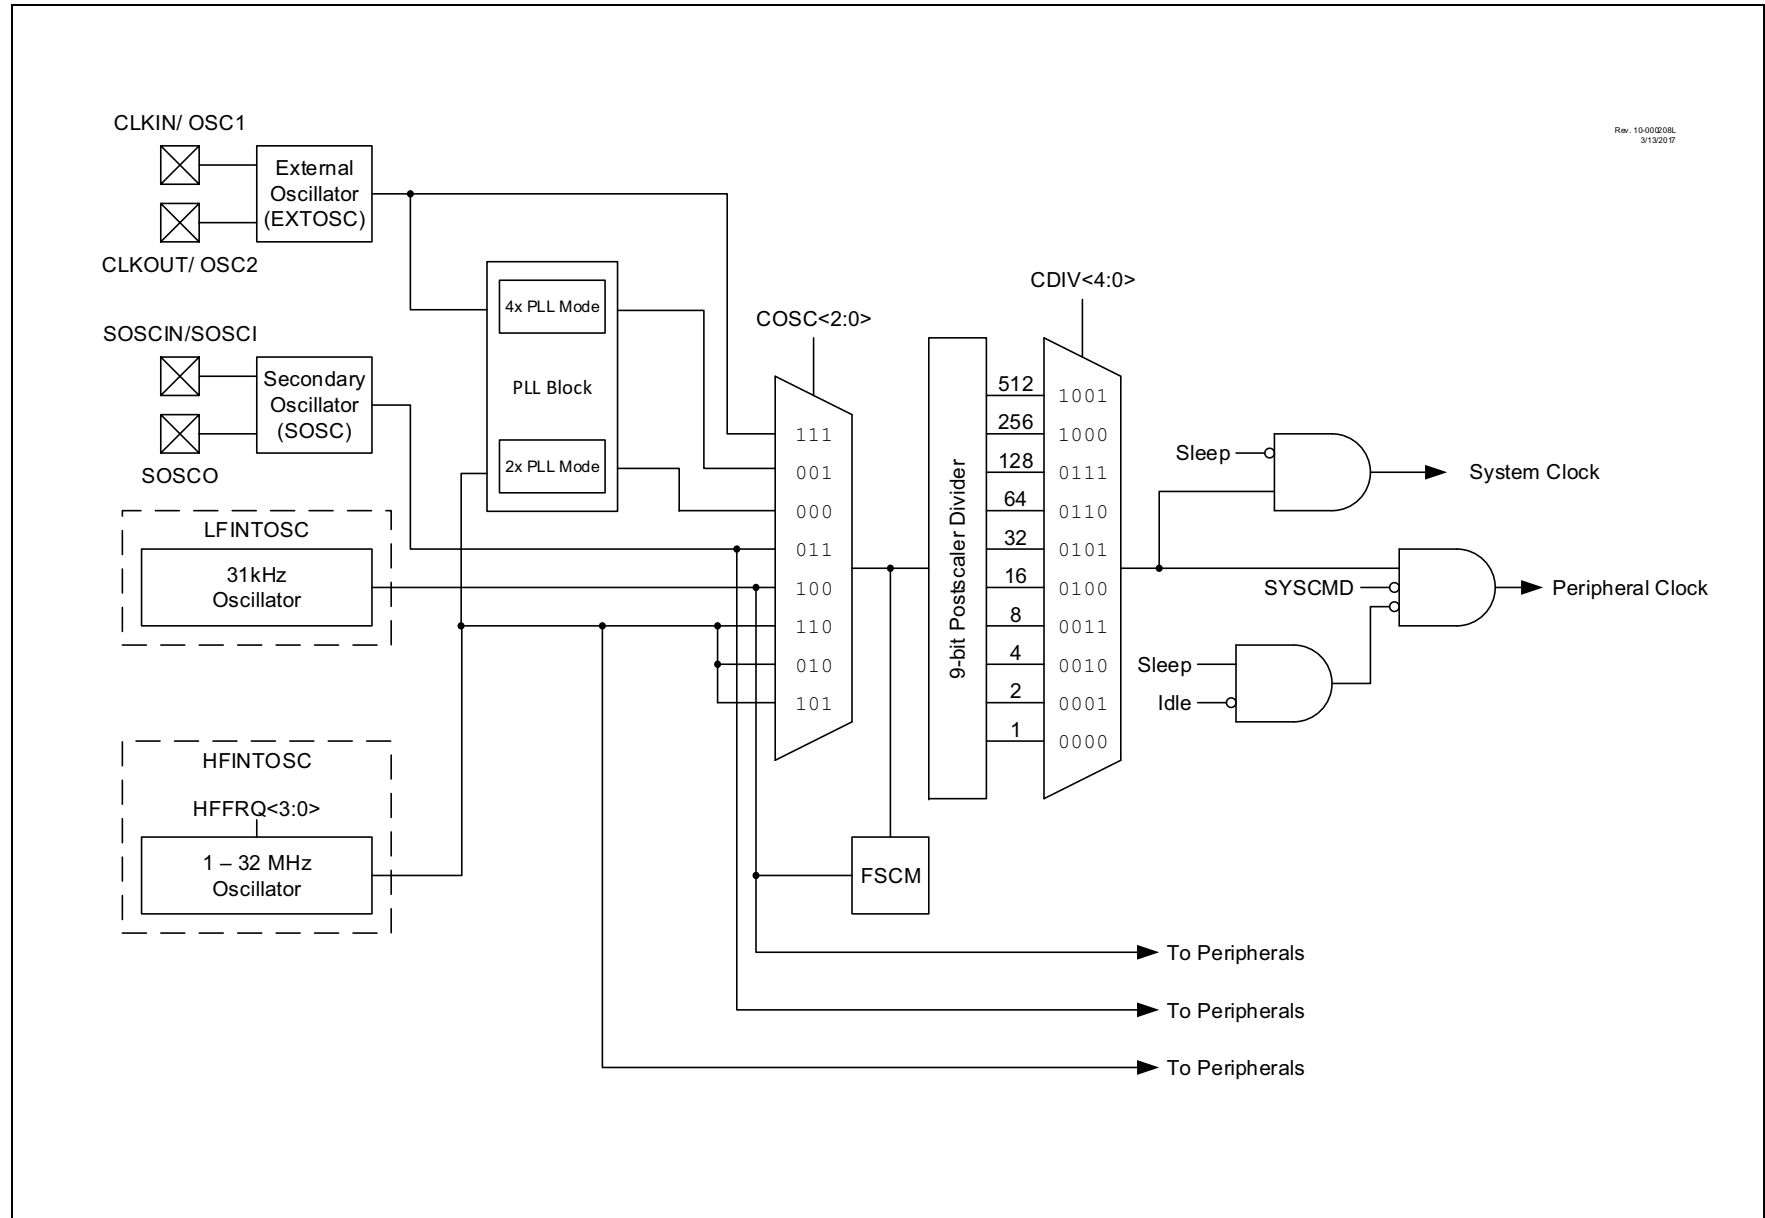 Rev. 10-000208L
3/13/2017
CLKIN/ OSC1
External
Oscillator
(EXTOSC)
CLKOUT/ OSC2
SOSCIN/SOSCI
Secondary
Oscillator
(SOSC)
SOSCO
LFINTOSC
31kHz
Oscillator
HFINTOSC
HFFRQ<3:0>
1 – 32 MHz
Oscillator
4x PLL Mode
PLL Block
2x PLL Mode
COSC<2:0>
111
001
000
011
100
110
010
101
FSCM
9-bit Postscaler Divider
CDIV<4:0>
512 1001
256 1000
128 0111
64 0110
32 0101
16 0100
8 0011
4 0010
2 0001
1 0000
Sleep
System Clock
SYSCMD
Peripheral Clock
Sleep
Idle
To Peripherals
To Peripherals
To Peripherals